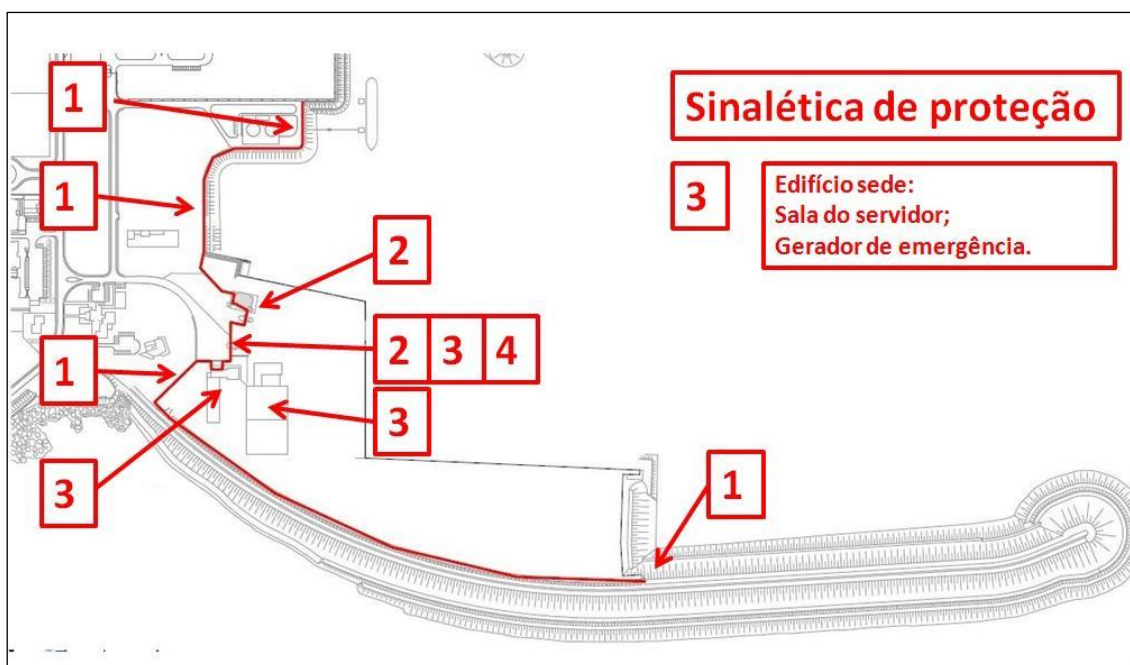 1
Sinalética de proteção
1
3
Edifício sede:
Sala do servidor;
Gerador de emergência.
2
2 3 4
1
3
3
1